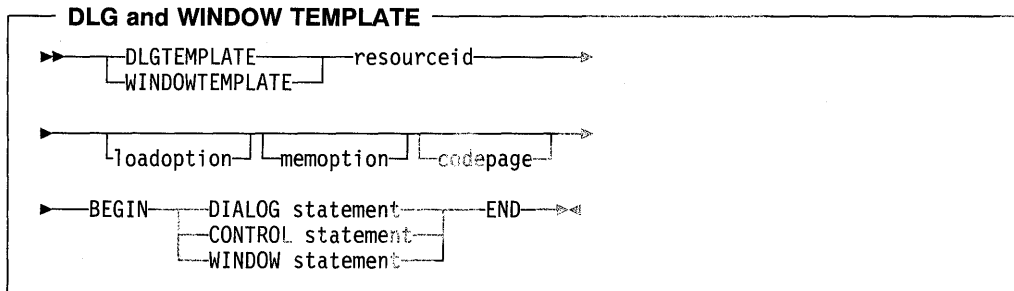 DLG and WINDOW TEMPLATE
DLGTEMPLATE resourceid
WINDOWTEMPLATE
loadoption memoption codepage
BEGIN DIALOG statement END
CONTROL statement
WINDOW statement